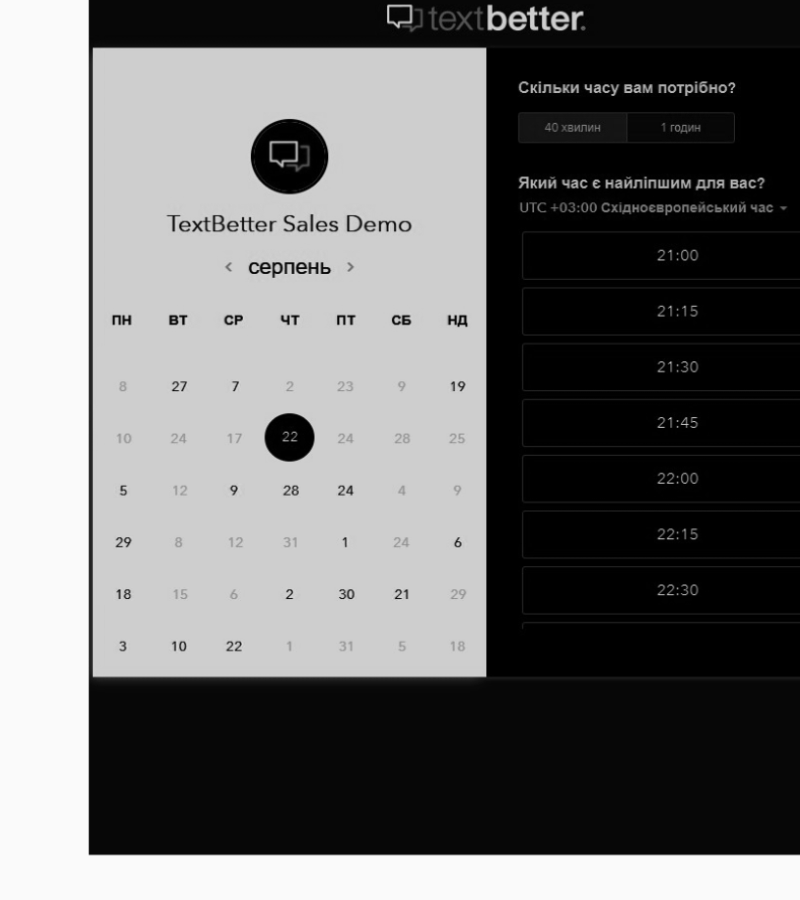 textbetter.
TextBetter Sales Demo
< серпень >
ПН ВТ СР ЧТ ПТ СБ НД
8 27 7 2 23 9 19
10 24 17 22 24 28 25
5 12 9 28 24 4 9
29 8 12 31 1 24 6
18 15 6 2 30 21 29
3 10 22 1 31 5 18
Скільки часу вам потрібно?
40 хвилин 1 годин
Який час є найліпшим для вас?
UTC +03:00 Східноєвропейський час
21:00
21:15
21:30
21:45
22:00
22:15
22:30